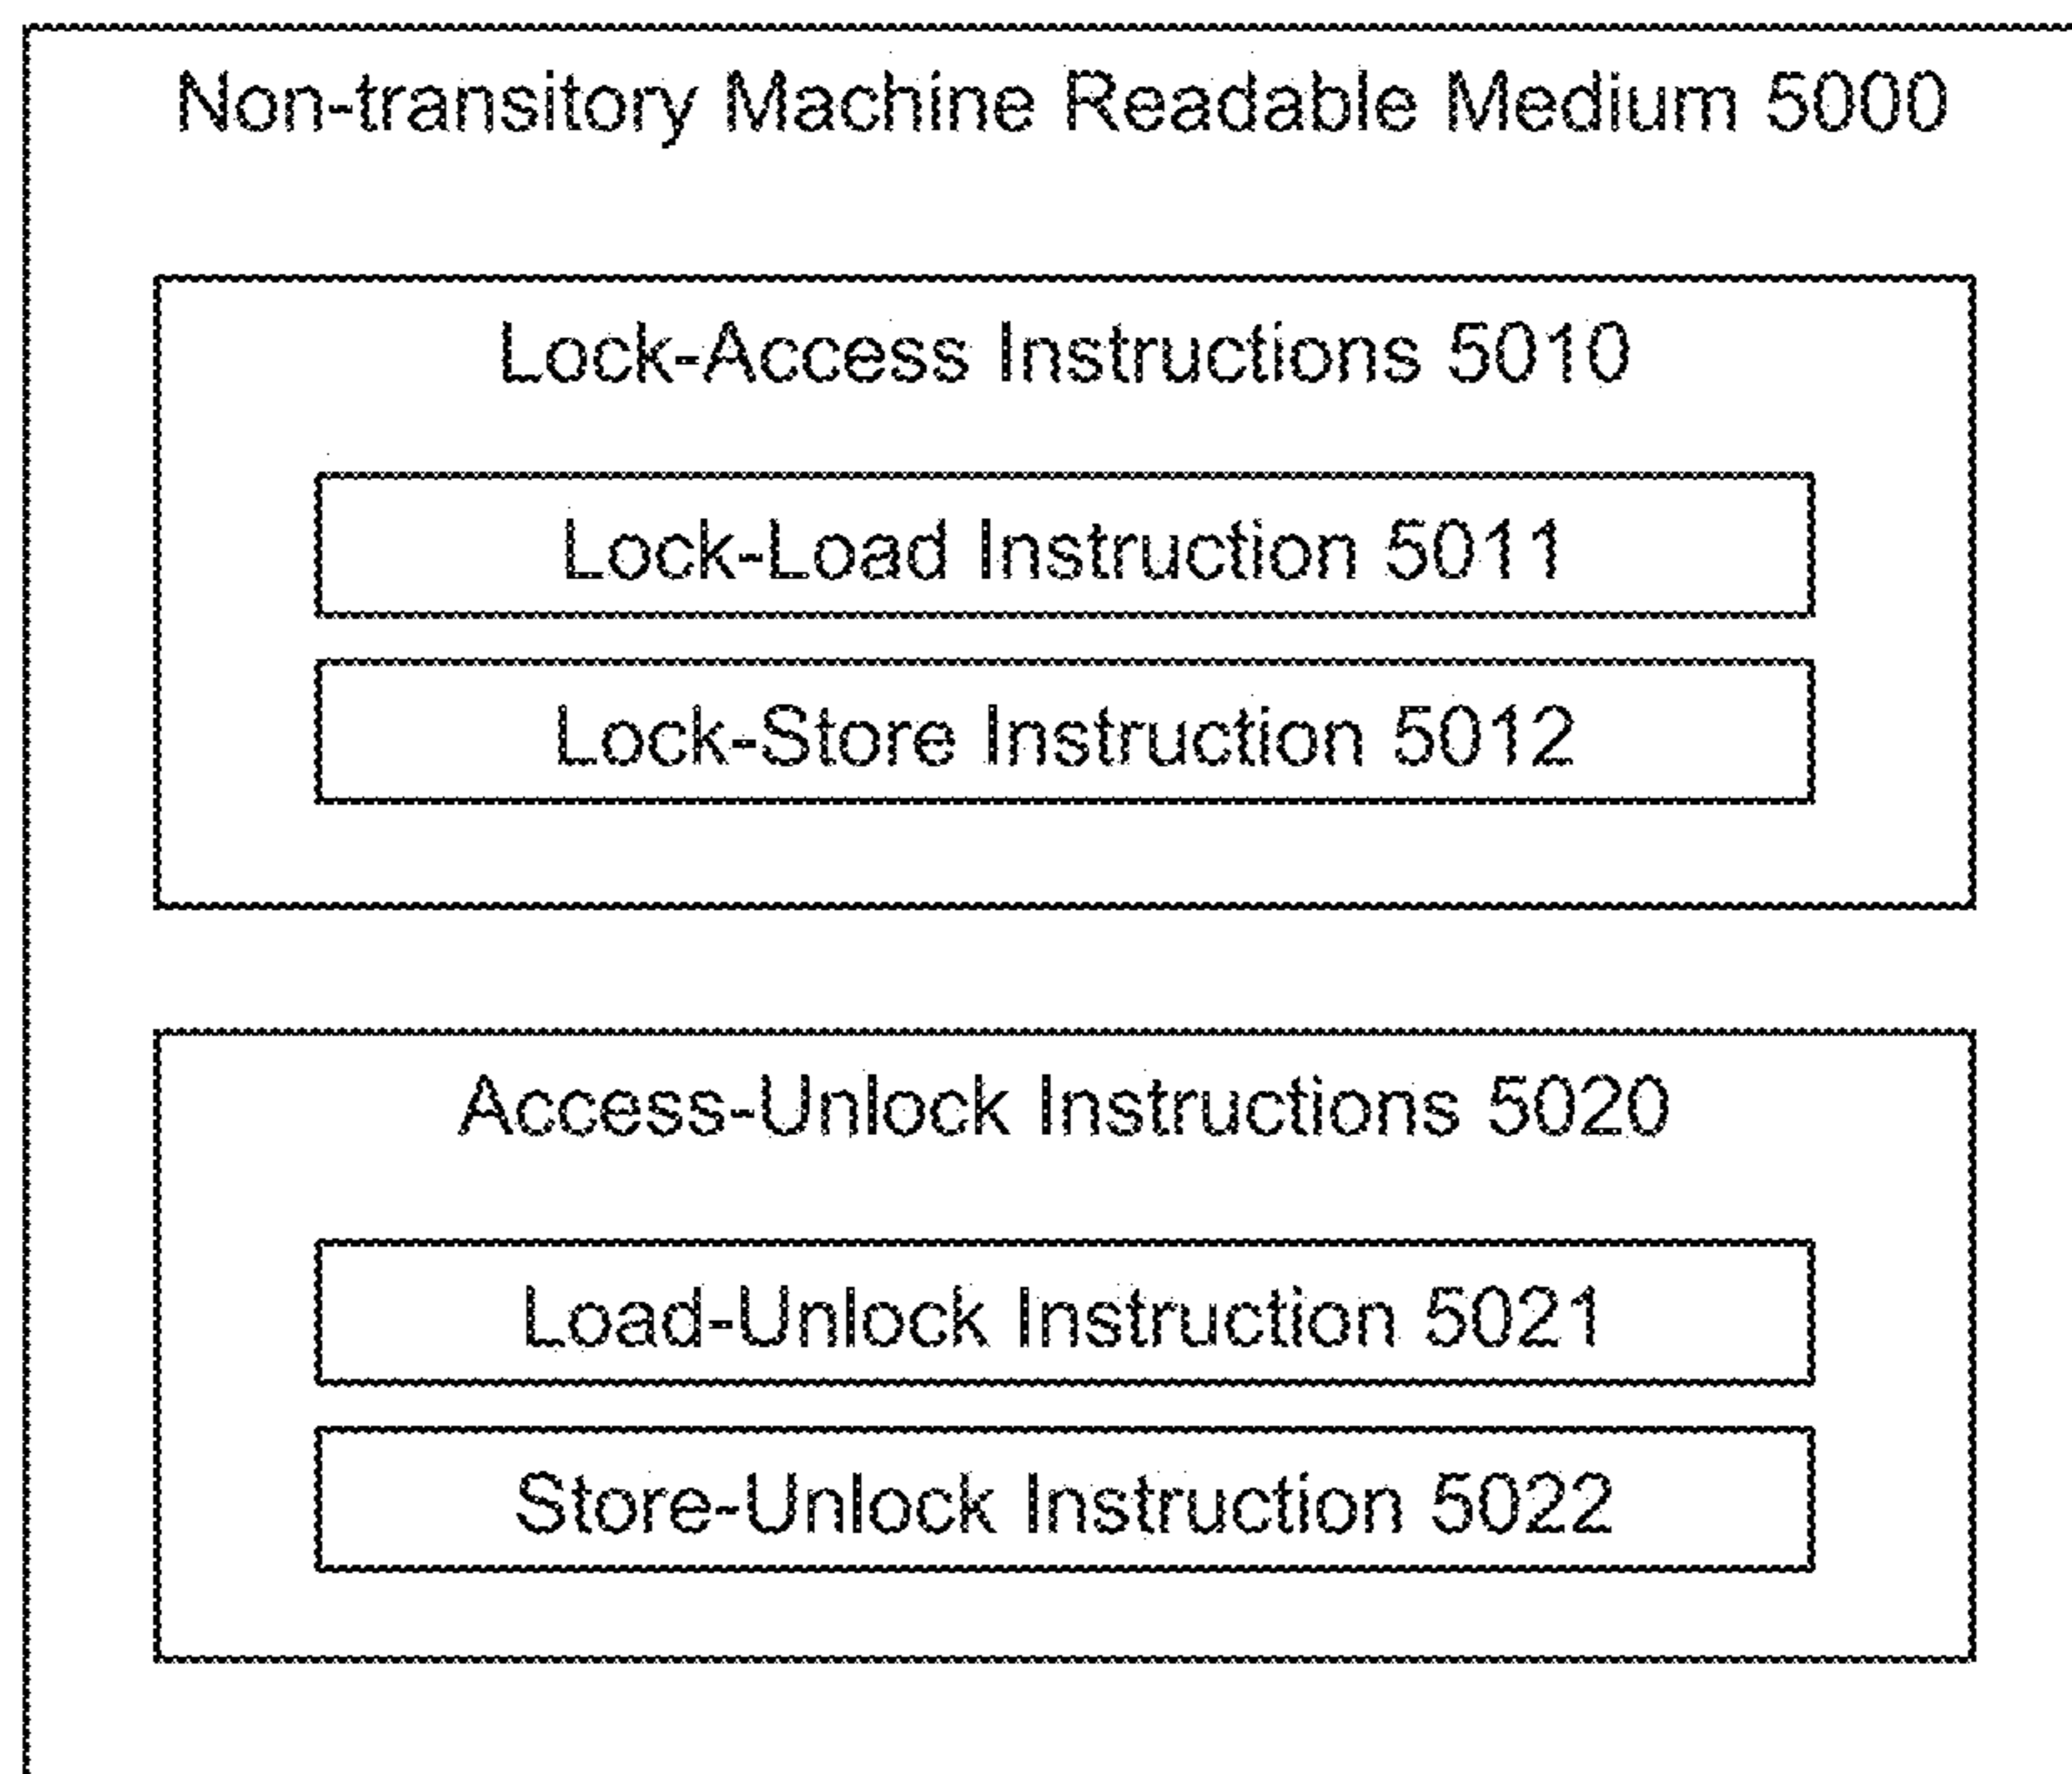 Non-transitory Machine Readable Medium 5000
Lock-Access Instructions 5010
Lock-Load Instruction 5011
Lock-Store Instruction 5012
Access-Unlock Instructions 5020
Load-Unlock Instruction 5021
Store-Unlock Instruction 5022